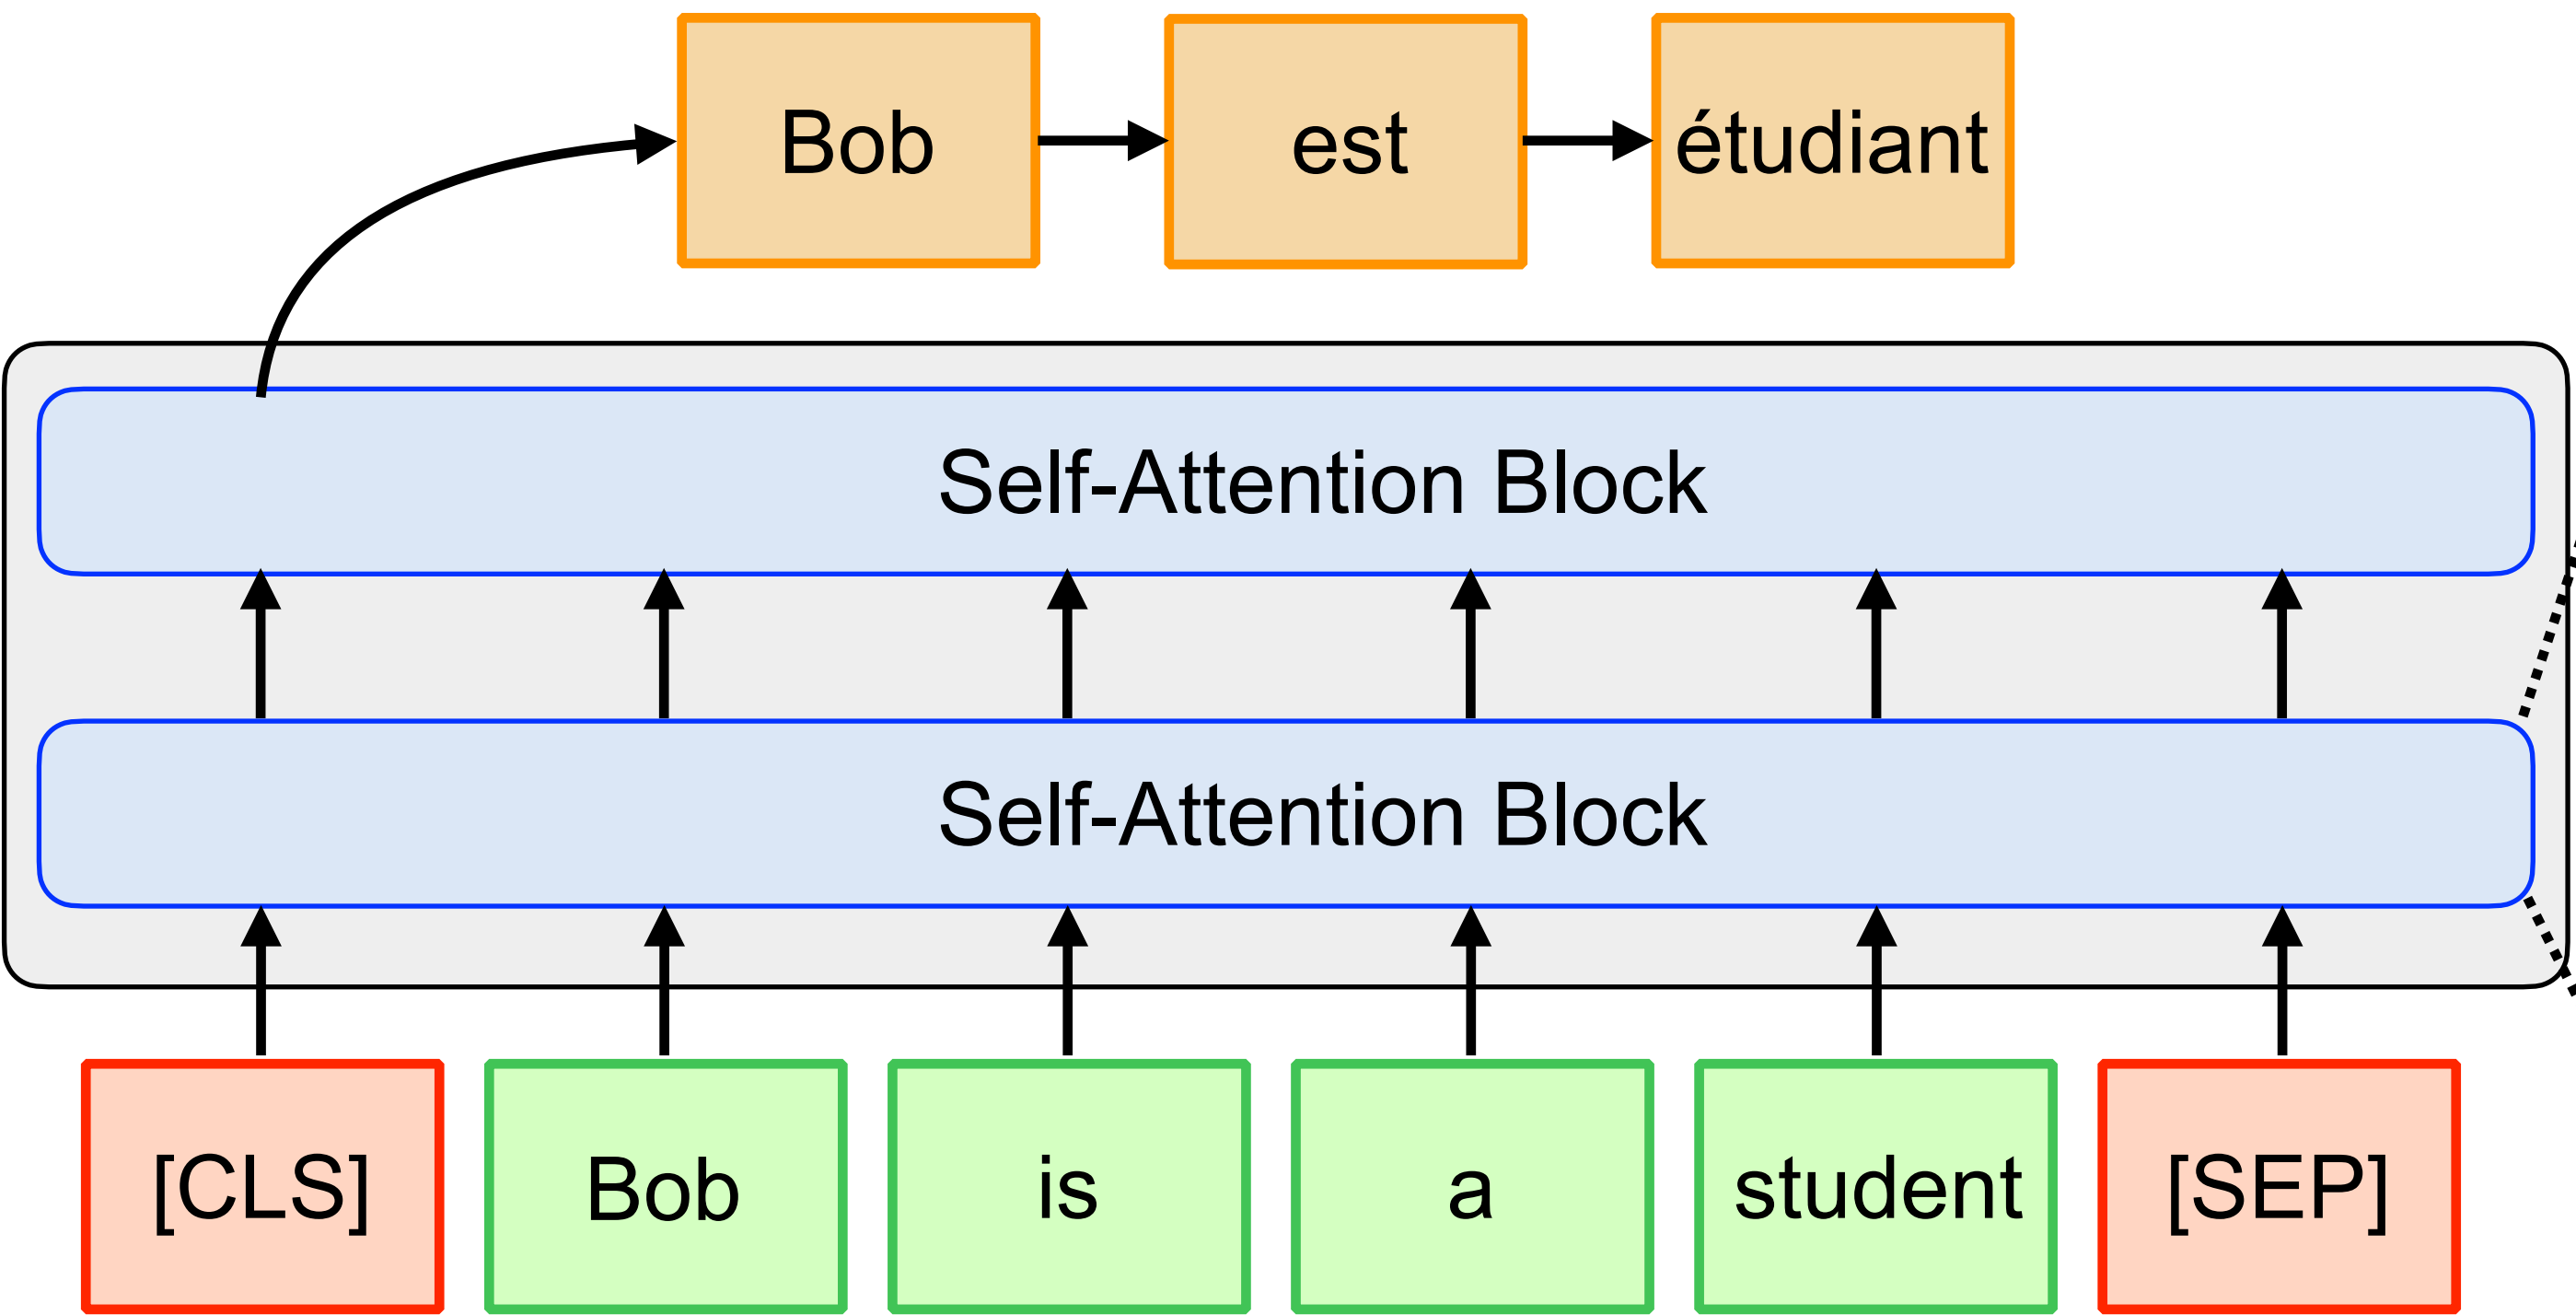 Bob est étudiant
Self-Attention Block
Self-Attention Block
[CLS] Bob is a student [SEP]